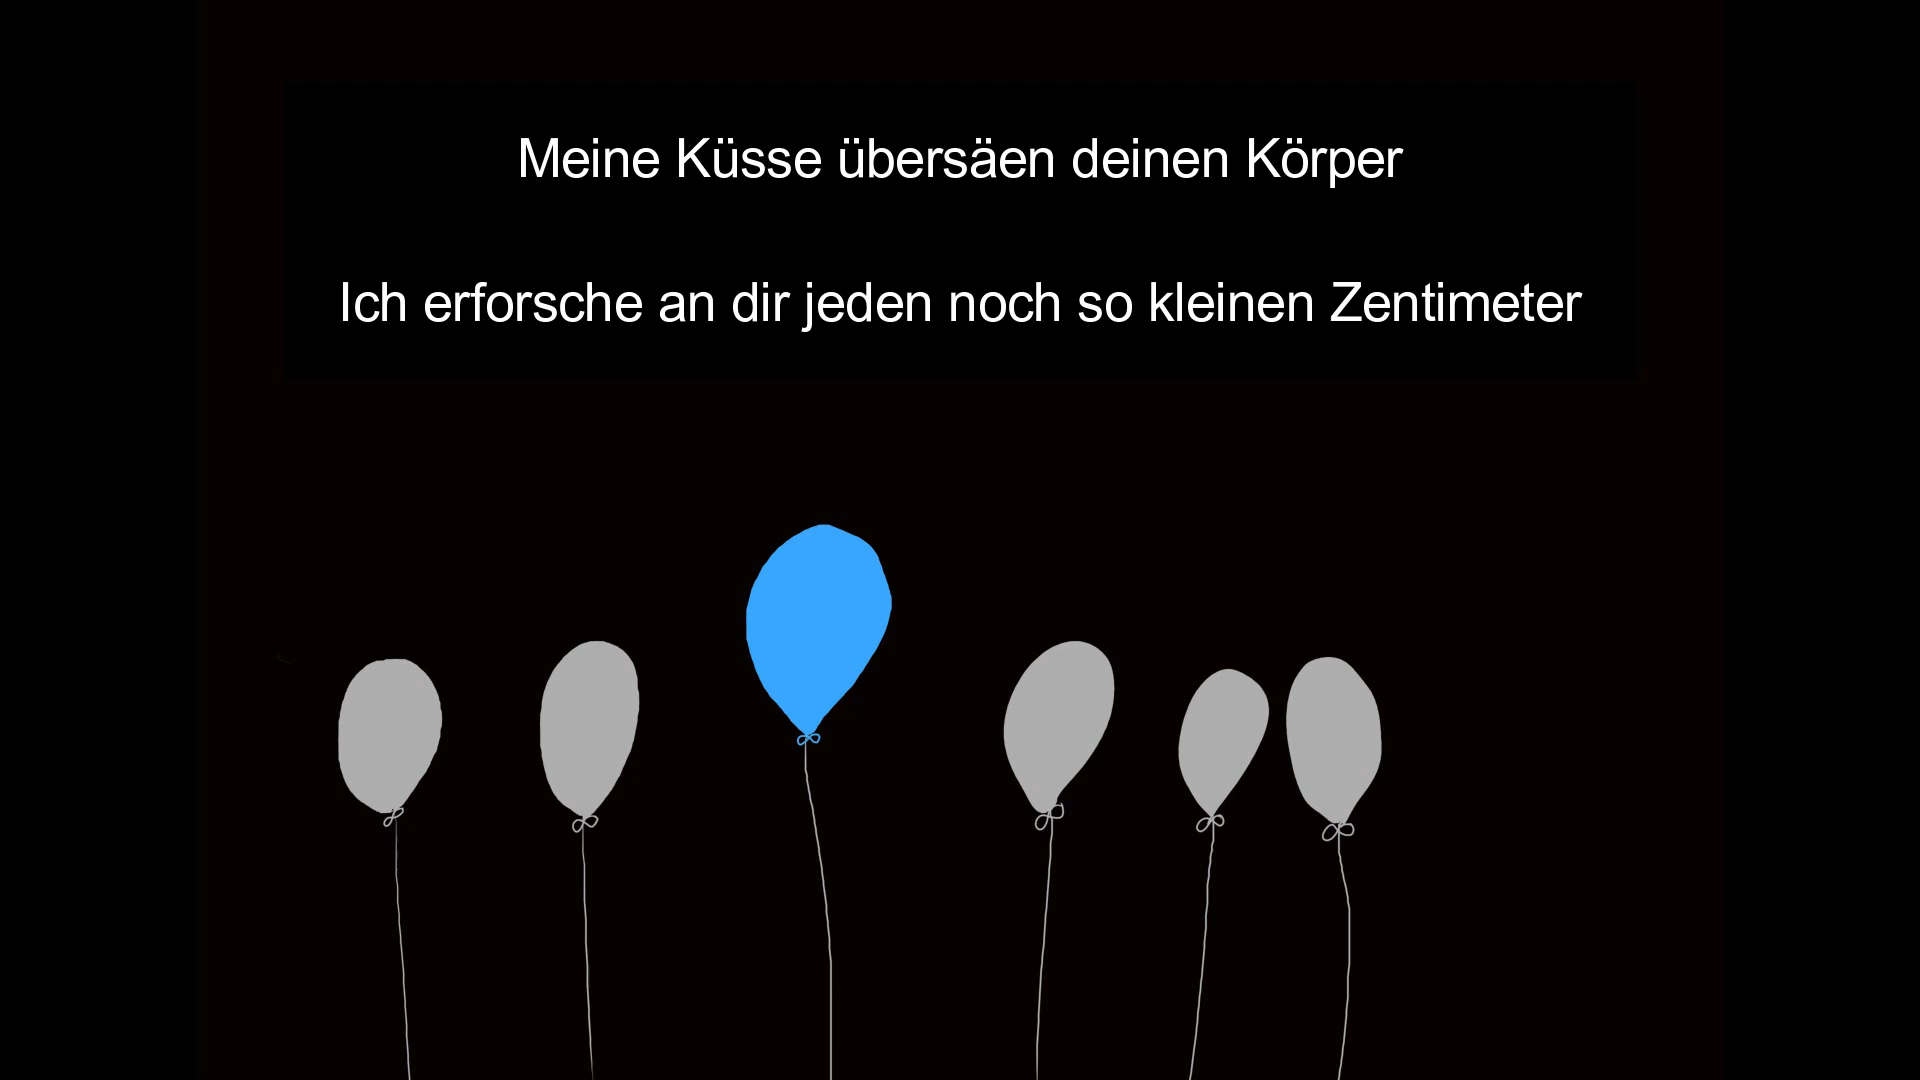 Meine Küsse übersäen deinen Körper
Ich erforsche an dir jeden noch so kleinen Zentimeter